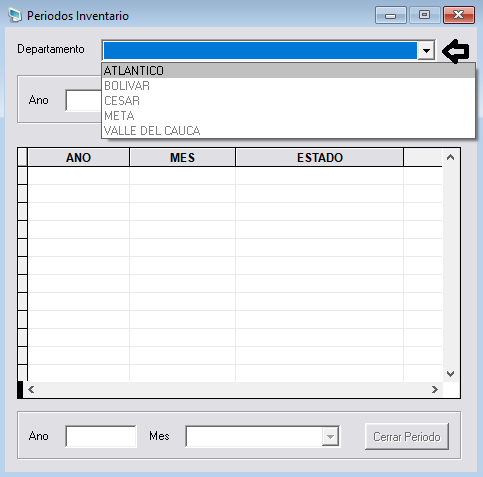 Periodos Inventario
Departamento
ATLANTICO
BOLIVAR
CESAR
META
VALLE DEL CAUCA
Ano
ANO MES ESTADO
Ano Mes Cerrar Periodo